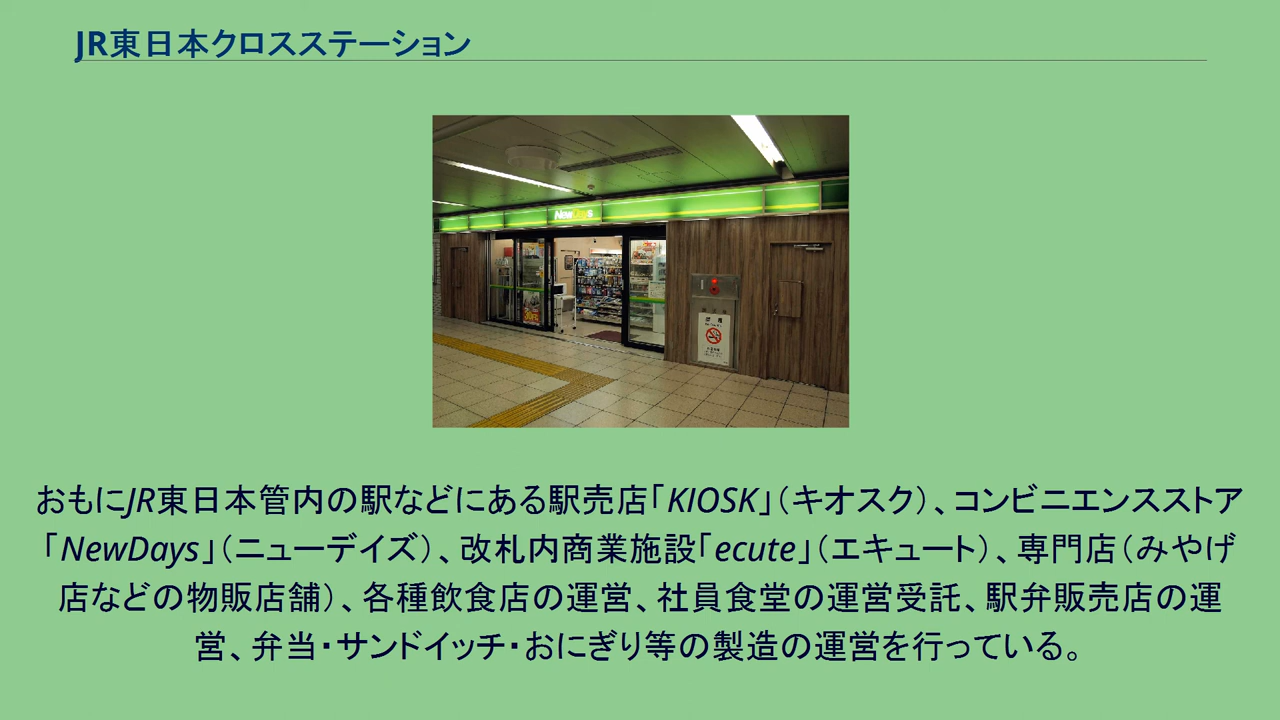 JR東日本クロスステーション
NewDays
おもにJR東日本管内の駅などにある駅売店「KIOSK」（キオスク）、コンビニエンスストア
「NewDays」（ニューデイズ）、改札内商業施設「ecute」（エキュート）、専門店（みやげ
店などの物販店舗）、各種飲食店の運営、社員食堂の運営受託、駅弁販売店の運
営、弁当・サンドイッチ・おにぎり等の製造の運営を行っている。